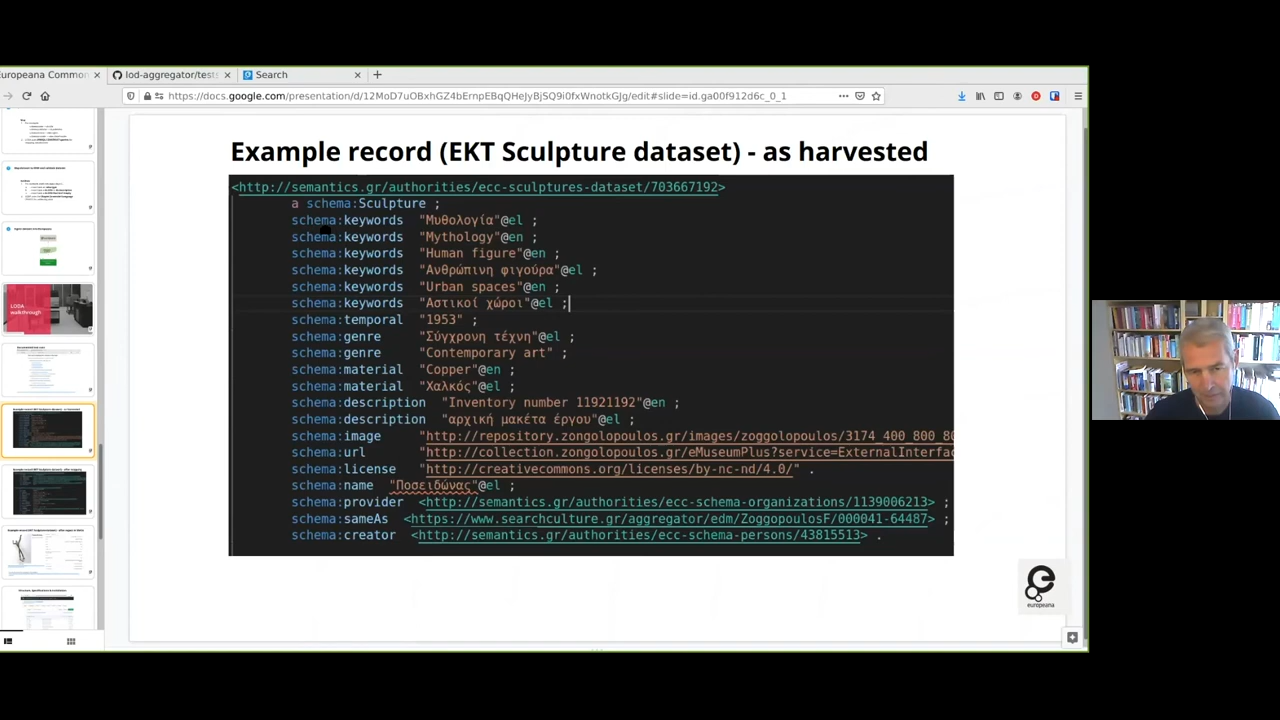 Europeana Common
lod-aggregator/tests
Search
https://docs.google.com/presentation/d/12MoD7uOBxhGZ4bErnpEBqQHeJyBjSQ9i0fxWnotkGJg/edit#slide=id.ga00f912d6c_0_1
LODA
walkthrough
Example record (EKT Sculpture dataset) - as harvested
<http://semantics.gr/authorities/ecc-sculptures-dataset/703667192>
a schema:Sculpture ;
schema:keywords "Μυθολογία"@el ;
schema:keywords "Mythology"@en ;
schema:keywords "Human figure"@en ;
schema:keywords "Ανθρώπινη φιγούρα"@el ;
schema:keywords "Urban spaces"@en ;
schema:keywords "Αστικοί χώροι"@el ;
schema:temporal "1953" ;
schema:genre "Σύγχρονη τέχνη"@el ;
schema:genre "Contemporary art" ;
schema:material "Copper"@en ;
schema:material "Χαλκός"@el ;
schema:description "Inventory number 11921192"@en ;
schema:description "αρχική μακέτα έργου"@el ;
schema:image "http://repository.zongolopoulos.gr/images/zoggolopoulos/3174_400_800_80
schema:url "http://collection.zongolopoulos.gr/eMuseumPlus?service=ExternalInterfac
schema:license "http://creativecommons.org/licenses/by-nc-nd/4.0/" .
schema:name "Ποσειδώνας"@el ;
schema:provider <http://semantics.gr/authorities/ecc-schema-organizations/1139006213> ;
schema:sameAs <https://www.searchculture.gr/aggregator/edm/ZoggolopoulosF/000041-64487> ;
schema:creator <http://semantics.gr/authorities/ecc-schema-persons/43815513> .
europeana